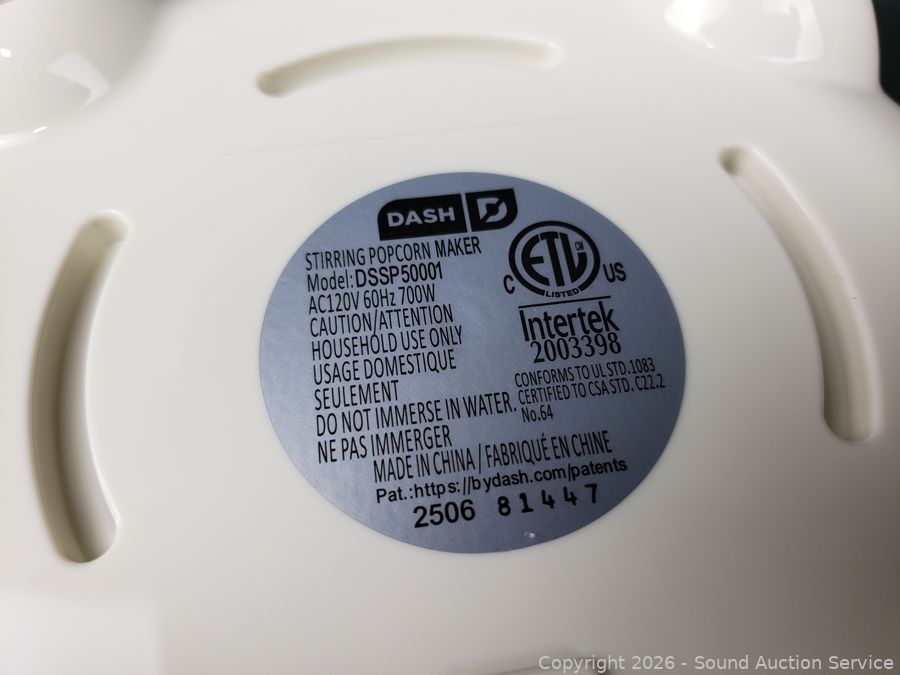 DASH
STIRRING POPCORN MAKER
Model:DSSP50001
AC120V 60Hz 700W
CAUTION/ATTENTION
HOUSEHOLD USE ONLY
USAGE DOMESTIQUE
SEULEMENT
DO NOT IMMERSE IN WATER.
NE PAS IMMERGER
ETL CM
C US
LISTED
Intertek
2003398
CONFORMS TO UL STD.1083
CERTIFIED TO CSA STD. C22.2
No.64
MADE IN CHINA / FABRIQUÉ EN CHINE
Pat.:https://bydash.com/patents
2506 81447
Copyright © 2026 - Sound Auction Service